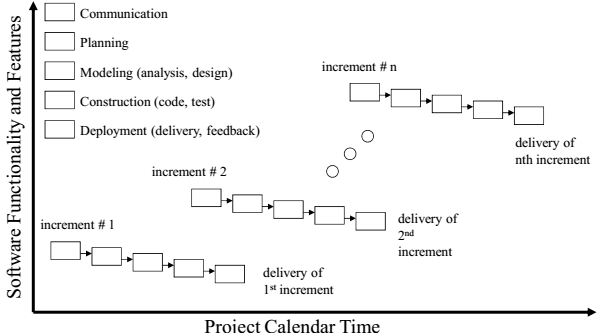 Communication
Planning
Modeling (analysis, design)
Construction (code, test)
Deployment (delivery, feedback)
Software Functionality and Features
increment # n
delivery of
nth increment
increment # 2
delivery of
2nd
increment
increment # 1
delivery of
1st increment
Project Calendar Time